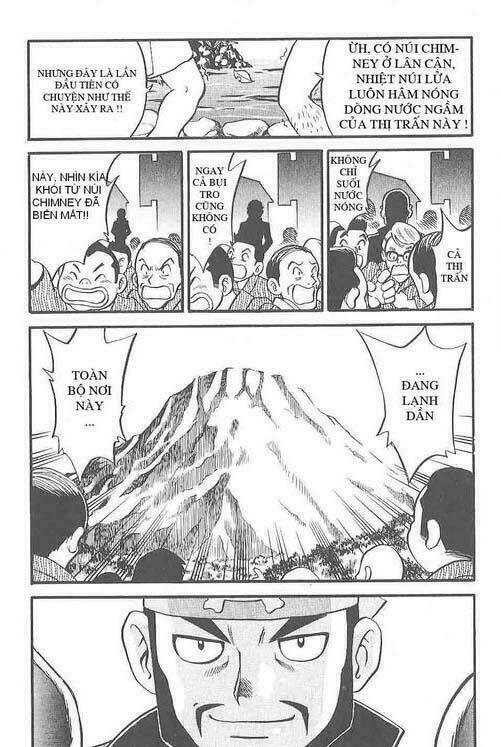 ỪH, CÓ NÚI CHIM-
NEY Ở LÂN CẬN,
NHIỆT NÚI LỬA
LUÔN HÂM NÓNG
DÒNG NƯỚC NGẦM
CỦA THỊ TRẤN NÀY !
NHƯNG ĐÂY LÀ LẦN
ĐẦU TIÊN CÓ
CHUYỆN NHƯ THẾ
NÀY XẢY RA !!
KHÔNG
CHỈ
SUỐI
NƯỚC
NÓNG
CẢ
THỊ
TRẤN
NGAY
CẢ BỤI
TRO
CŨNG
KHÔNG
CÓ
!
NÀY, NHÌN KÌA
KHÓI TỪ NÚI
CHIMNEY ĐÃ
BIẾN MẤT!!
...
ĐANG
LẠNH
DẦN
TOÀN
BỘ NƠI
NÀY
...